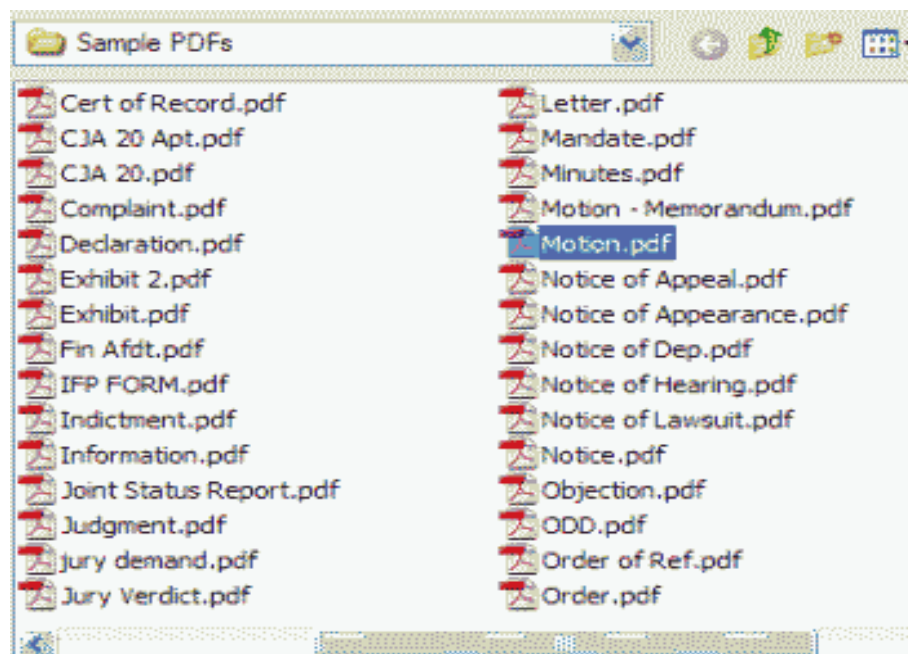 Sample PDFs
Cert of Record.pdf
CJA 20 Apt.pdf
CJA 20.pdf
Complaint.pdf
Declaration.pdf
Exhibit 2.pdf
Exhibit.pdf
Fin Afdt.pdf
IFP FORM.pdf
Indictment.pdf
Information.pdf
Joint Status Report.pdf
Judgment.pdf
jury demand.pdf
Jury Verdict.pdf
Letter.pdf
Mandate.pdf
Minutes.pdf
Motion - Memorandum.pdf
Motion.pdf
Notice of Appeal.pdf
Notice of Appearance.pdf
Notice of Dep.pdf
Notice of Hearing.pdf
Notice of Lawsuit.pdf
Notice.pdf
Objection.pdf
ODD.pdf
Order of Ref.pdf
Order.pdf